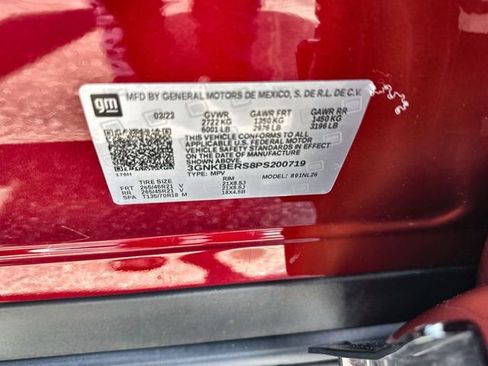 gm
MFD BY GENERAL MOTORS DE MEXICO, S. DE R.L. DE C.V.
03/23 GVWR GAWR FRT GAWR RR
2722 KG 1350 KG 1450 KG
6001 LB 2976 LB 3196 LB
THIS VEHICLE CONFORMS TO ALL
APPLICABLE U.S. FEDERAL MOTOR
VEHICLE SAFETY STANDARDS IN EFFECT
ON THE DATE OF MANUFACTURE
SHOWN ABOVE.
3GNKBERS8PS200719
TYPE: MPV MODEL: 891NL26
TIRE SIZE RIM
FRT 265/45R21 V 21X8.5J
RR 265/45R21 V 21X8.5J
SPA T135/70R18 M 18X4.5B